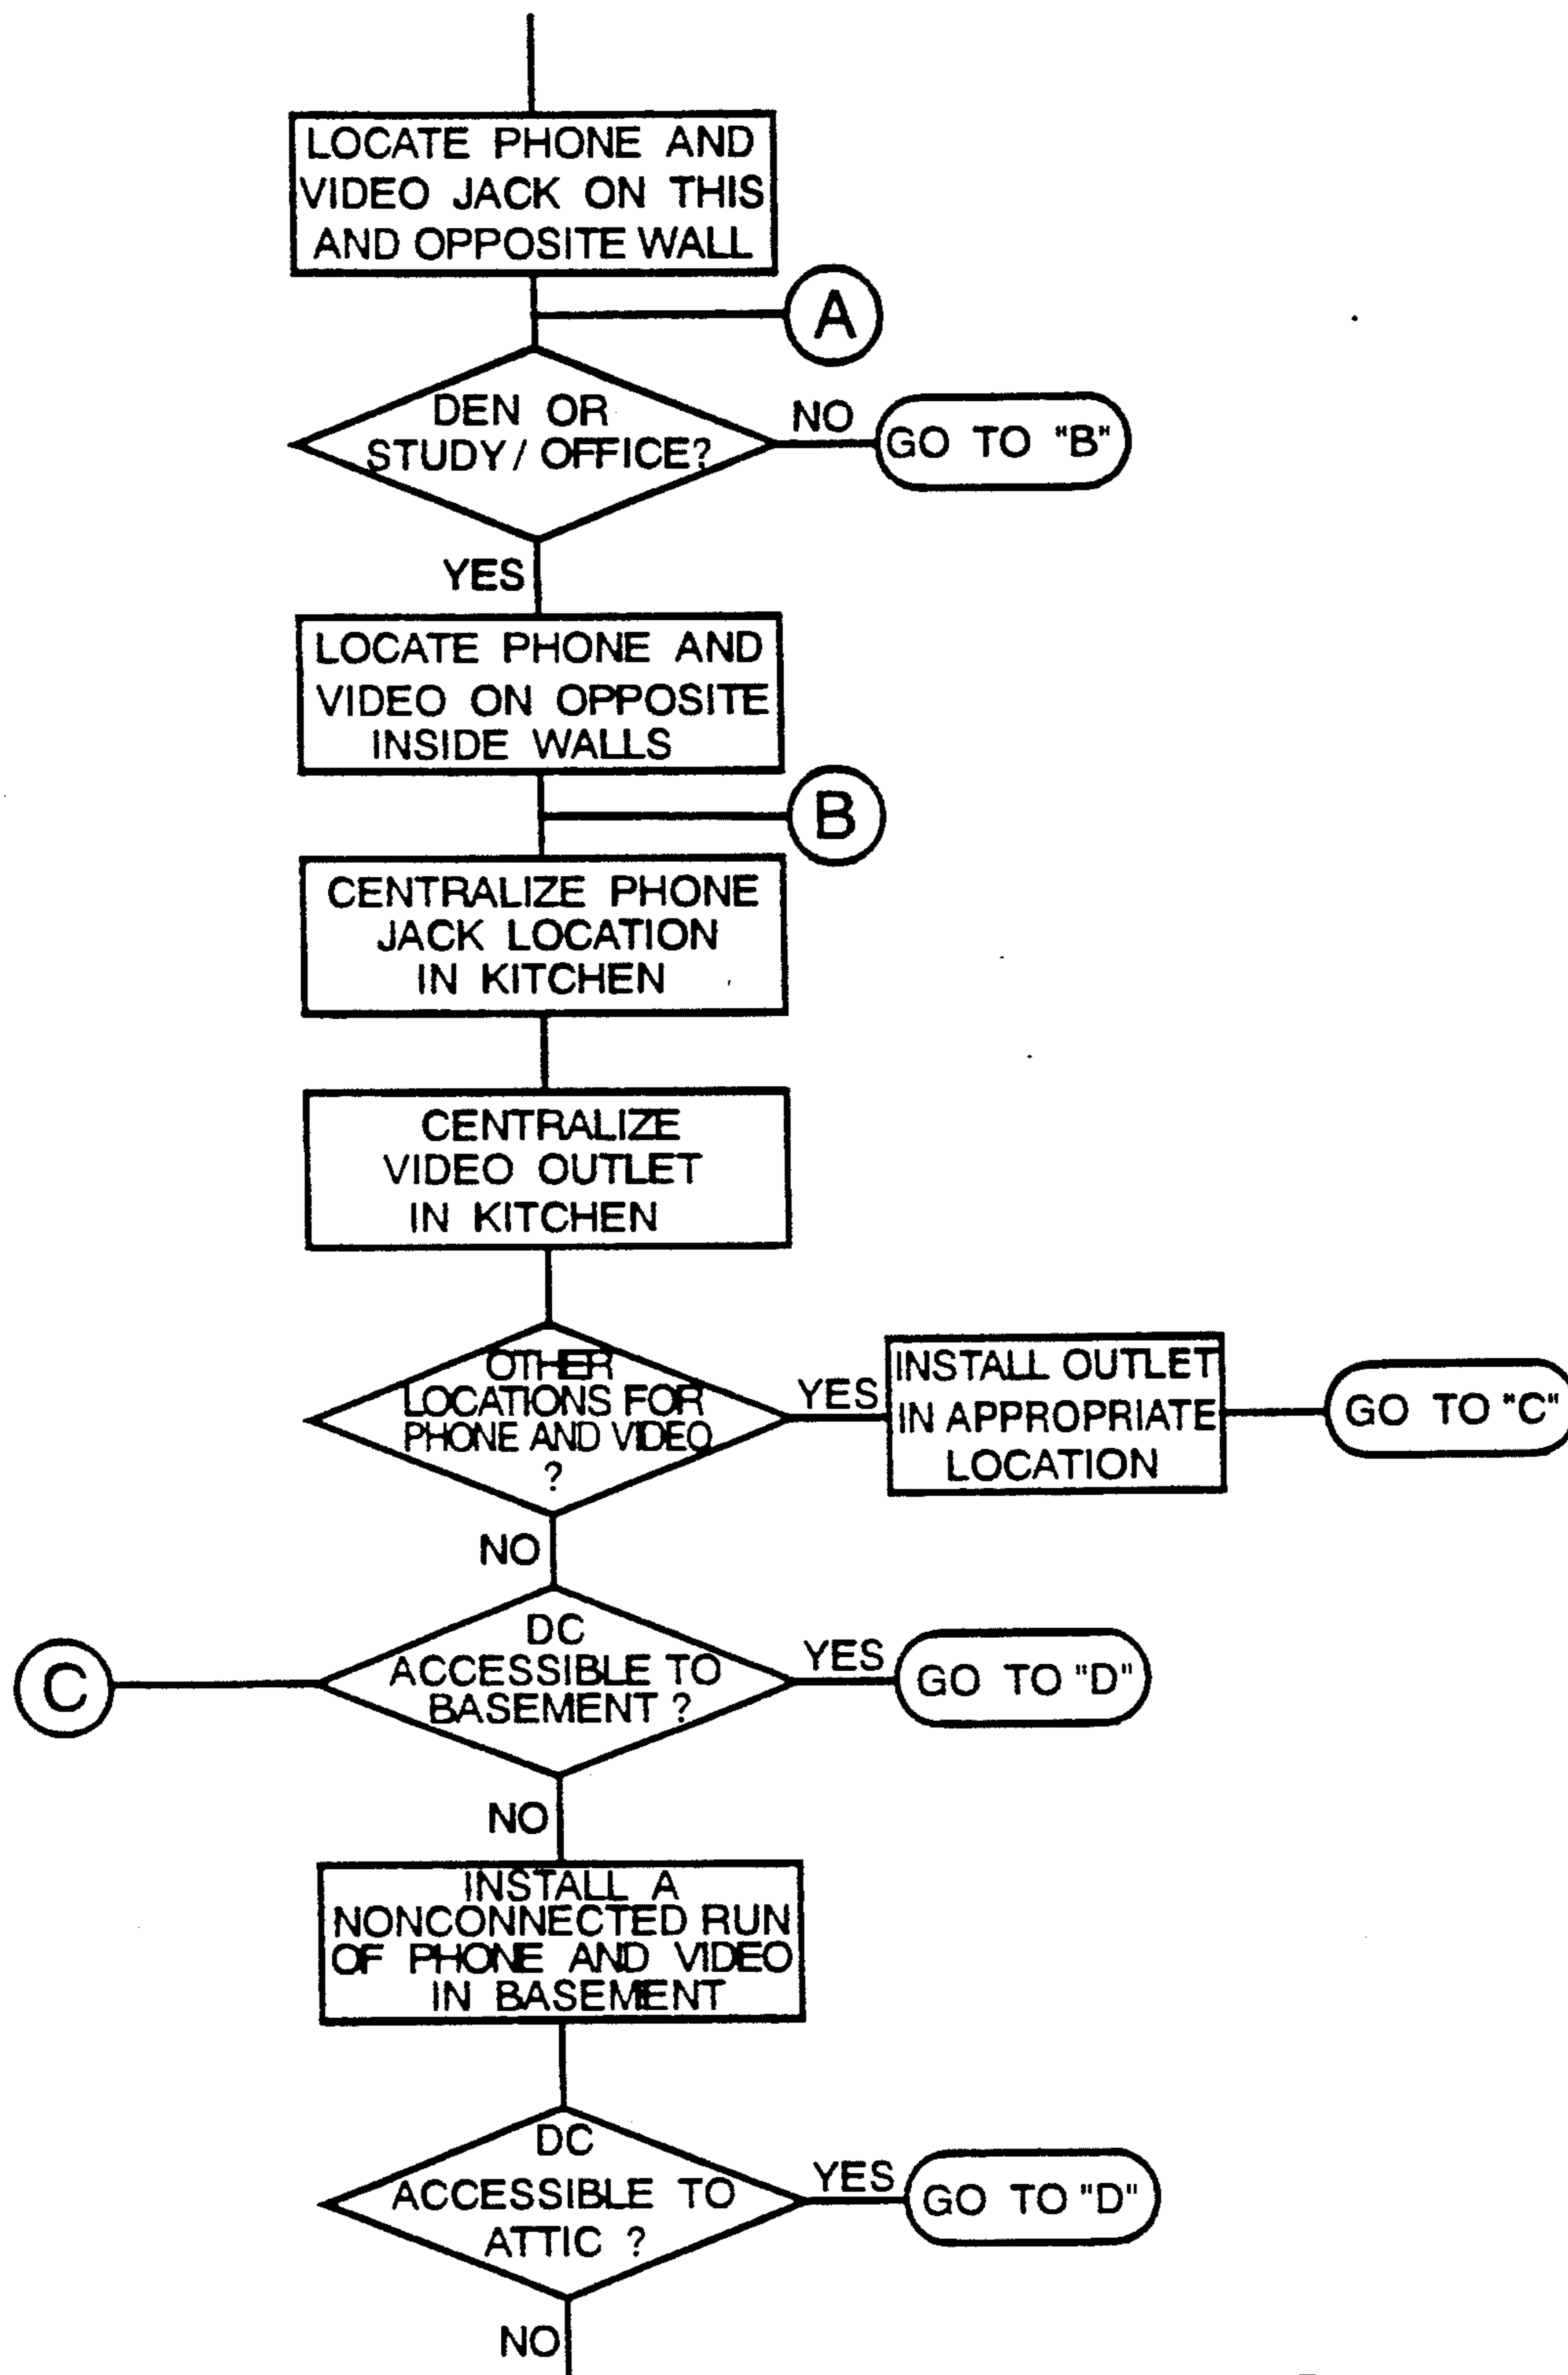 LOCATE PHONE AND
VIDEO JACK ON THIS
AND OPPOSITE WALL
A
DEN OR
STUDY/ OFFICE?
NO
GO TO "B"
YES
LOCATE PHONE AND
VIDEO ON OPPOSITE
INSIDE WALLS
B
CENTRALIZE PHONE
JACK LOCATION
IN KITCHEN
CENTRALIZE
VIDEO OUTLET
IN KITCHEN
OTHER
LOCATIONS FOR
PHONE AND VIDEO
?
YES
INSTALL OUTLET
IN APPROPRIATE
LOCATION
GO TO "C"
NO
C
DC
ACCESSIBLE TO
BASEMENT ?
YES
GO TO "D"
NO
INSTALL A
NONCONNECTED RUN
OF PHONE AND VIDEO
IN BASEMENT
DC
ACCESSIBLE TO
ATTIC ?
YES
GO TO "D"
NO